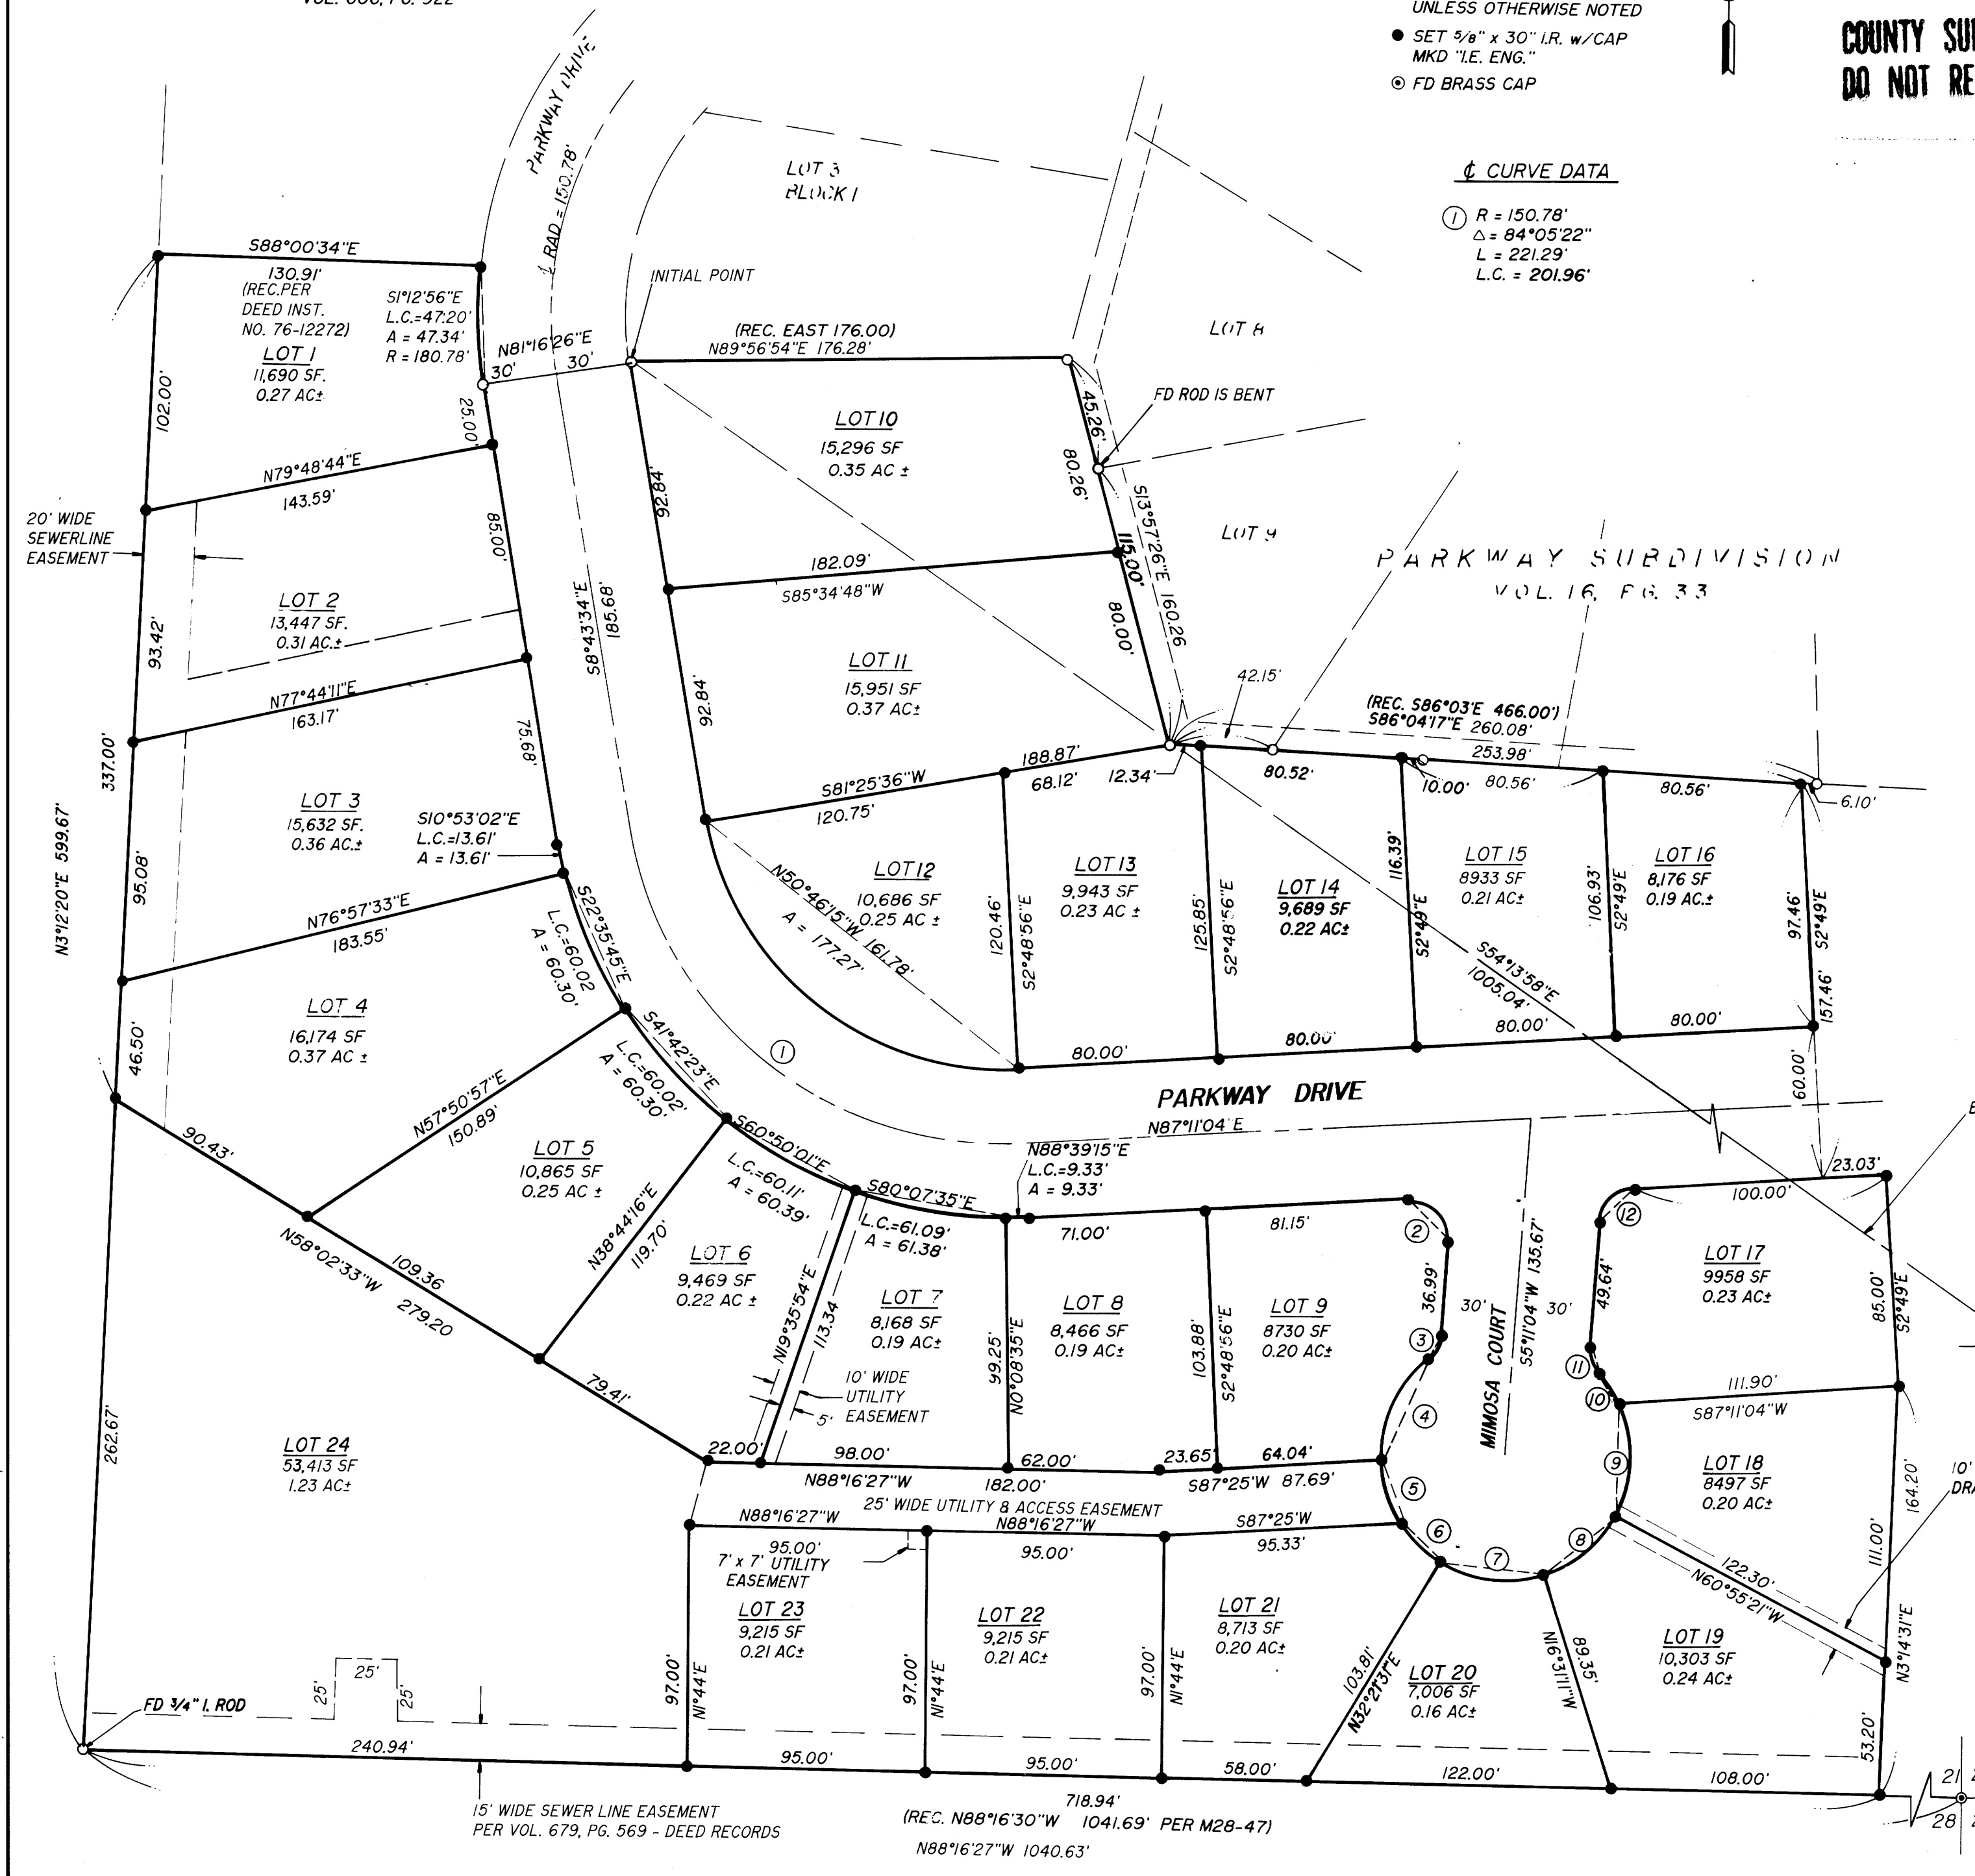 UNLESS OTHERWISE NOTED
SET 5/8" x 30" I.R. w/CAP
MKD "I.E. ENG."
FD BRASS CAP
COUNTY
DO NOT
₵ CURVE DATA
① R = 150.78'
△ = 84°05'22"
L = 221.29'
L.C. = 201.96'
PARKWAY DRIVE
RAD = 150.78'
LOT 3
BLOCK 1
INITIAL POINT
S88°00'34"E
130.91'
(REC.PER
DEED INST.
NO. 76-12272)
LOT 1
11,690 SF.
0.27 AC±
S1°12'56"E
L.C.=47.20'
A = 47.34'
R = 180.78'
N81°16'26"E
30'
30'
25.00'
102.00'
(REC. EAST 176.00)
N89°56'54"E 176.28'
LOT 8
FD ROD IS BENT
45.26'
80.26'
LOT 10
15,296 SF
0.35 AC ±
92.84'
N79°48'44"E
143.59'
20' WIDE
SEWERLINE
EASEMENT
85.00'
LOT 2
13,447 SF.
0.31 AC.±
93.42'
S8°43'34"E
185.68'
182.09'
S85°34'48"W
115.00'
S13°57'26"E 160.26
80.00'
LOT 9
PARKWAY SUBDIVISION
VOL. 16, PG. 33
LOT 11
15,951 SF
0.37 AC±
92.84'
N77°44'11"E
163.17'
337.00'
N3°12'20"E 599.67'
75.68'
42.15'
(REC. S86°03'E 466.00')
S86°04'17"E 260.08'
253.98'
188.87'
S81°25'36"W
68.12'
120.75'
12.34'
80.52'
10.00'
80.56'
80.56'
6.10'
LOT 3
15,632 SF.
0.36 AC.±
S10°53'02"E
L.C.=13.61'
A = 13.61'
95.08'
N76°57'33"E
183.55'
LOT 12
10,686 SF
0.25 AC ±
N50°46'15"W 161.78'
A = 177.27'
120.46'
S2°48'56"E
LOT 13
9,943 SF
0.23 AC ±
125.85'
S2°48'56"E
LOT 14
9,689 SF
0.22 AC±
116.39'
S2°49'E
LOT 15
8933 SF
0.21 AC±
106.93'
S2°49'E
LOT 16
8,176 SF
0.19 AC.±
97.46'
S2°49'E
157.46'
S54°13'58"E
1005.04'
LOT 4
16,174 SF
0.37 AC ±
46.50'
S22°35'45"E
L.C.=60.02
A = 60.30'
S41°42'23"E
L.C.=60.02'
A = 60.30'
①
80.00'
80.00'
80.00'
80.00'
PARKWAY DRIVE
N87°11'04"E
60.00'
N57°50'57"E
150.89'
90.43'
LOT 5
10,865 SF
0.25 AC ±
S60°50'01"E
L.C.=60.11'
A = 60.39'
N88°39'15"E
L.C.=9.33'
A = 9.33'
S80°07'35"E
L.C.=61.09'
A = 61.38'
71.00'
81.15'
②
36.99'
③
④
23.03'
100.00'
⑫
49.64'
⑪
⑩
N38°44'16"E
119.70'
N58°02'33"W 279.20
109.36
LOT 6
9,469 SF
0.22 AC ±
N19°35'54"E
113.34
LOT 7
8,168 SF
0.19 AC±
10' WIDE
UTILITY
EASEMENT
5'
99.25'
N0°08'35"E
LOT 8
8,466 SF
0.19 AC±
103.88'
S2°48'56"E
LOT 9
8730 SF
0.20 AC±
30'
30'
MIMOSA COURT
S5°11'04"W 135.67'
LOT 17
9958 SF
0.23 AC±
85.00'
S2°49'E
111.90'
S87°11'04"W
79.41'
262.67'
LOT 24
53,413 SF
1.23 AC±
22.00'
98.00'
62.00'
23.65'
64.04'
N88°16'27"W
182.00'
S87°25'W 87.69'
25' WIDE UTILITY & ACCESS EASEMENT
N88°16'27"W
N88°16'27"W
S87°25'W
95.00'
95.00'
95.33'
7' x 7' UTILITY
EASEMENT
⑤
⑥
⑦
⑧
⑨
LOT 18
8497 SF
0.20 AC±
164.20'
111.00'
10'
122.30'
N60°55'21"W
LOT 23
9,215 SF
0.21 AC±
97.00'
N1°44'E
LOT 22
9,215 SF
0.21 AC±
97.00'
N1°44'E
LOT 21
8,713 SF
0.20 AC±
97.00'
N1°44'E
103.81'
N32°21'31"E
LOT 20
7,006 SF
0.16 AC±
N16°31'11"W
89.35'
LOT 19
10,303 SF
0.24 AC±
N3°14'31"E
53.20'
25'
25'
25'
FD 3/4" I. ROD
240.94'
95.00'
95.00'
58.00'
122.00'
108.00'
718.94'
15' WIDE SEWER LINE EASEMENT
PER VOL. 679, PG. 569 - DEED RECORDS
(REC. N88°16'30"W 1041.69' PER M28-47)
N88°16'27"W 1040.63'
21
28